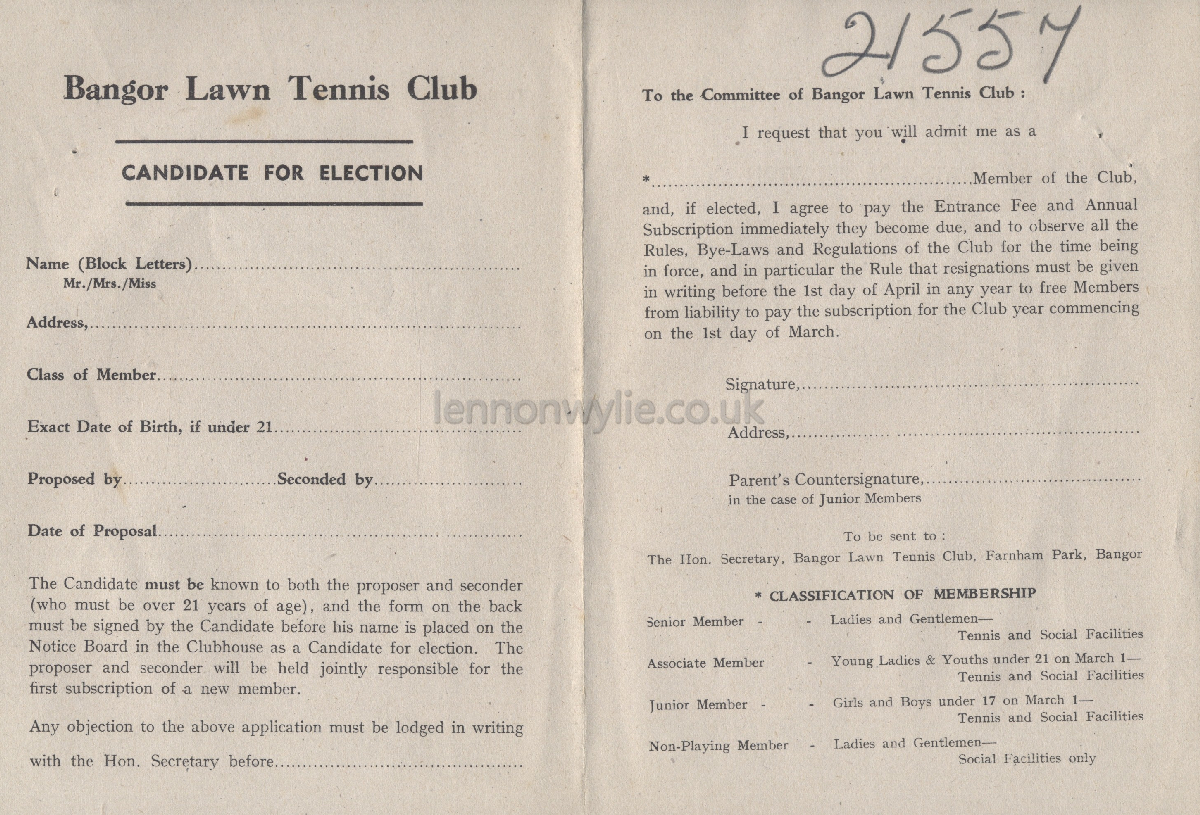 Bangor Lawn Tennis Club
CANDIDATE FOR ELECTION
Name (Block Letters)
Mr./Mrs./Miss
Address,
Class of Member
Exact Date of Birth, if under 21
Proposed by Seconded by
Date of Proposal
The Candidate must be known to both the proposer and seconder
(who must be over 21 years of age), and the form on the back
must be signed by the Candidate before his name is placed on the
Notice Board in the Clubhouse as a Candidate for election. The
proposer and seconder will be held jointly responsible for the
first subscription of a new member.
Any objection to the above application must be lodged in writing
with the Hon. Secretary before
21557
To the Committee of Bangor Lawn Tennis Club :
I request that you will admit me as a
* Member of the Club,
and, if elected, I agree to pay the Entrance Fee and Annual
Subscription immediately they become due, and to observe all the
Rules, Bye-Laws and Regulations of the Club for the time being
in force, and in particular the Rule that resignations must be given
in writing before the 1st day of April in any year to free Members
from liability to pay the subscription for the Club year commencing
on the 1st day of March.
Signature,
Address,
Parent's Countersignature,
in the case of Junior Members
To be sent to :
The Hon. Secretary, Bangor Lawn Tennis Club, Farnham Park, Bangor
* CLASSIFICATION OF MEMBERSHIP
Senior Member - - Ladies and Gentlemen—
Tennis and Social Facilities
Associate Member - Young Ladies & Youths under 21 on March 1—
Tennis and Social Facilities
Junior Member - - Girls and Boys under 17 on March 1—
Tennis and Social Facilities
Non-Playing Member - Ladies and Gentlemen—
Social Facilities only
lennonwylie.co.uk